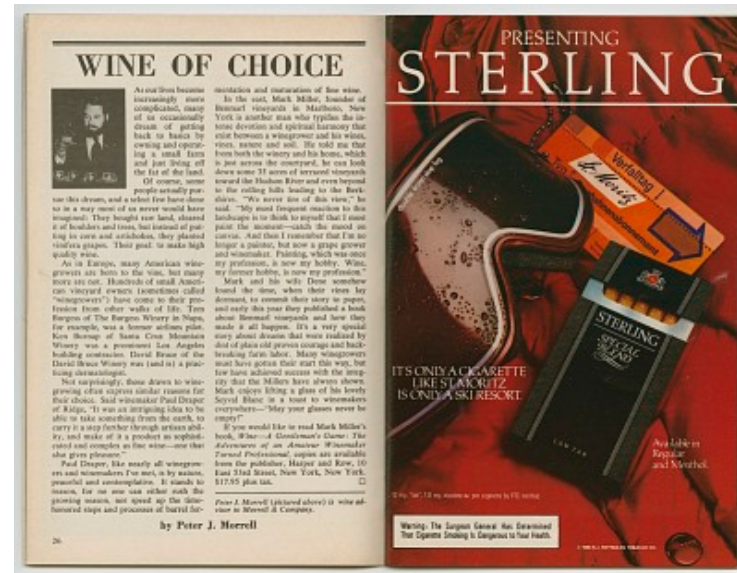 WINE OF CHOICE
As our lives become
increasingly more
complicated, many
of us occasionally
dream of getting
back to basics by
owning and operat-
ing a small farm
and just living off
the fat of the land.
Of course, some
people actually pur-
sue this dream, and a select few have done
so in a way most of us never would have
imagined: They bought raw land, cleared
it of boulders and trees, but instead of put-
ting in corn and artichokes, they planted
vinifera grapes. Their goal: to make high
quality wine.
As in Europe, many American wine-
growers are born to the vine, but many
more are not. Hundreds of small Ameri-
can vineyard owners (sometimes called
"winegrowers") have come to their pro-
fession from other walks of life. Tom
Burgess of The Burgess Winery in Napa,
for example, was a former airlines pilot.
Ken Burnap of Santa Cruz Mountain
Winery was a prominent Los Angeles
building contractor. David Bruce of the
David Bruce Winery was (and is) a prac-
ticing dermatologist.
Not surprisingly, those drawn to wine-
growing often express similar reasons for
their choice. Said winemaker Paul Draper
of Ridge, "It was an intriguing idea to be
able to take something from the earth, to
carry it a step further through artisan abil-
ity, and make of it a product as sophisti-
cated and complex as fine wine—one that
also gives pleasure."
Paul Draper, like nearly all winegrow-
ers and winemakers I've met, is by nature,
peaceful and contemplative. It stands to
reason, for no one can either rush the
growing season, nor speed up the time-
honored steps and processes of barrel fer-
mentation and maturation of fine wine.
In the east, Mark Miller, founder of
Benmarl vineyards in Marlboro, New
York is another man who typifies the in-
tense devotion and spiritual harmony that
exist between a winegrower and his wines,
vines, nature and soil. He told me that
from both the winery and his home, which
is just across the courtyard, he can look
down some 35 acres of terraced vineyards
toward the Hudson River and even beyond
to the rolling hills leading to the Berk-
shires. "We never tire of this view," he
said. "My most frequent reaction to this
landscape is to think to myself that I must
paint the moment—catch the mood on
canvas. And then I remember that I'm no
longer a painter, but now a grape grower
and winemaker. Painting, which was once
my profession, is now my hobby. Wine,
my former hobby, is now my profession."
Mark and his wife Dene somehow
found the time, when their vines lay
dormant, to commit their story to paper,
and early this year they published a book
about Benmarl vineyards and how they
made it all happen. It's a very special
story about dreams that were realized by
dint of plain old proven courage and back-
breaking farm labor. Many winegrowers
must have gotten their start this way, but
few have achieved success with the integ-
rity that the Millers have always shown.
Mark enjoys lifting a glass of his lovely
Seyval Blanc in a toast to winemakers
everywhere—"May your glasses never be
empty!"
If you would like to read Mark Miller's
book, Wine—A Gentleman's Game: The
Adventures of an Amateur Winemaker
Turned Professional, copies are available
from the publisher, Harper and Row, 10
East 53rd Street, New York, New York.
$17.95 plus tax.
Peter J. Morrell (pictured above) is wine ad-
visor to Morrell & Company.
by Peter J. Morrell
26
PRESENTING
STERLING
Verfalltag!
St. Moritz
STERLING
SPECIAL
BLEND
LOW TAR
IT'S ONLY A CIGARETTE
LIKE ST. MORITZ
IS ONLY A SKI RESORT.
Available in
Regular
and Menthol.
Warning: The Surgeon General Has Determined
That Cigarette Smoking Is Dangerous to Your Health.